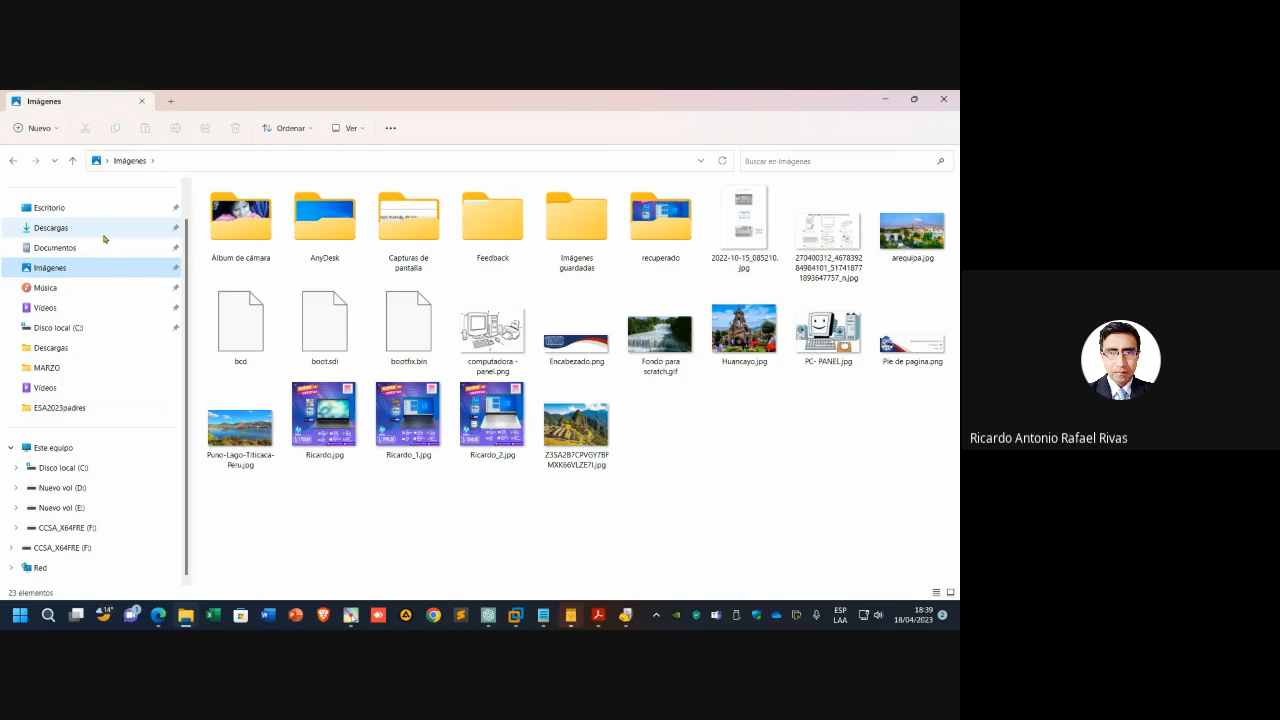 Imágenes
Nuevo
Ordenar
Ver
Imágenes
Buscar en Imágenes
Escritorio
Descargas
Documentos
Imágenes
Música
Vídeos
Disco local (C:)
Descargas
MARZO
Vídeos
ESA2023padres
Este equipo
Disco local (C:)
Nuevo vol (D:)
Nuevo vol (E:)
CCSA_X64FRE (F:)
CCSA_X64FRE (F:)
Red
Álbum de cámara
AnyDesk
Capturas de
pantalla
Feedback
Imágenes
guardadas
recuperado
2022-10-15_085210.
jpg
270400312_4678392
84984101_51741877
1893647757_n.jpg
arequipa.jpg
bcd
boot.sdi
bootfix.bin
computadora -
panel.png
Encabezado.png
Fondo para
scratch.gif
Huancayo.jpg
PC- PANEL.jpg
Pie de pagina.png
Puno-Lago-Titicaca-
Peru.jpg
Ricardo.jpg
Ricardo_1.jpg
Ricardo_2.jpg
Z3SA2B7CPVGY7BF
MXK66VLZE7I.jpg
23 elementos
14°
ESP
LAA
18:39
18/04/2023
Ricardo Antonio Rafael Rivas